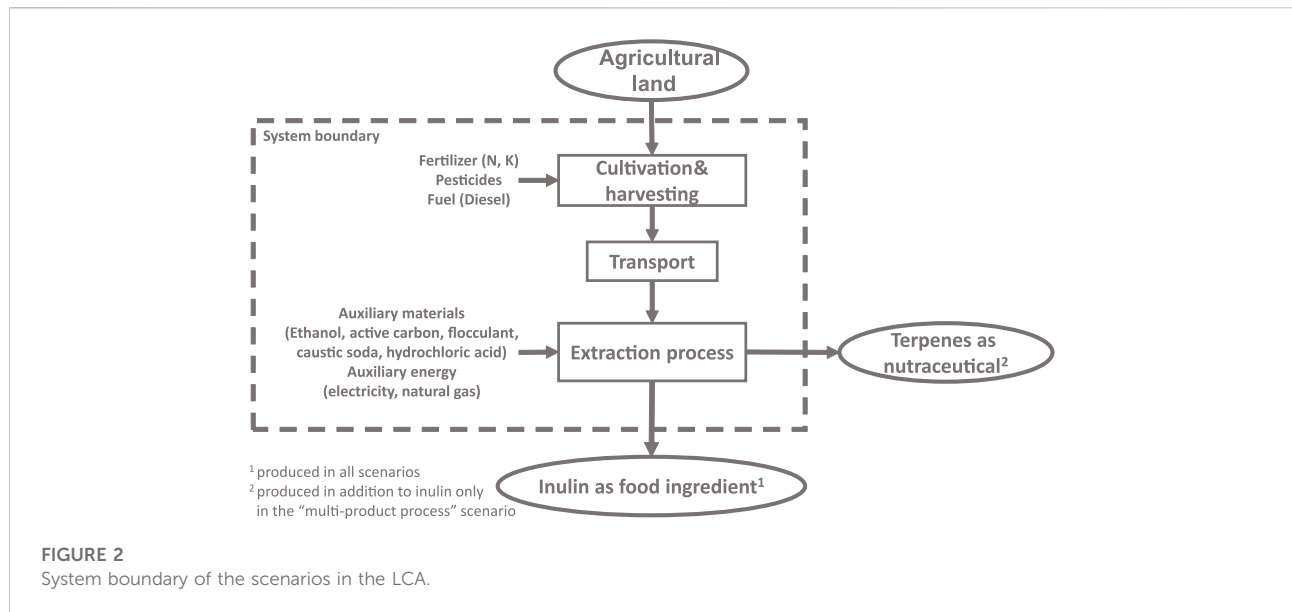 Agricultural
land
System boundary
Fertilizer (N, K)
Pesticides
Fuel (Diesel)
Cultivation&
harvesting
Transport
Auxiliary materials
(Ethanol, active carbon, flocculant,
caustic soda, hydrochloric acid)
Auxiliary energy
(electricity, natural gas)
Extraction process
Terpenes as
nutraceutical²
Inulin as food ingredient¹
¹ produced in all scenarios
² produced in addition to inulin only
in the “multi-product process” scenario
FIGURE 2
System boundary of the scenarios in the LCA.